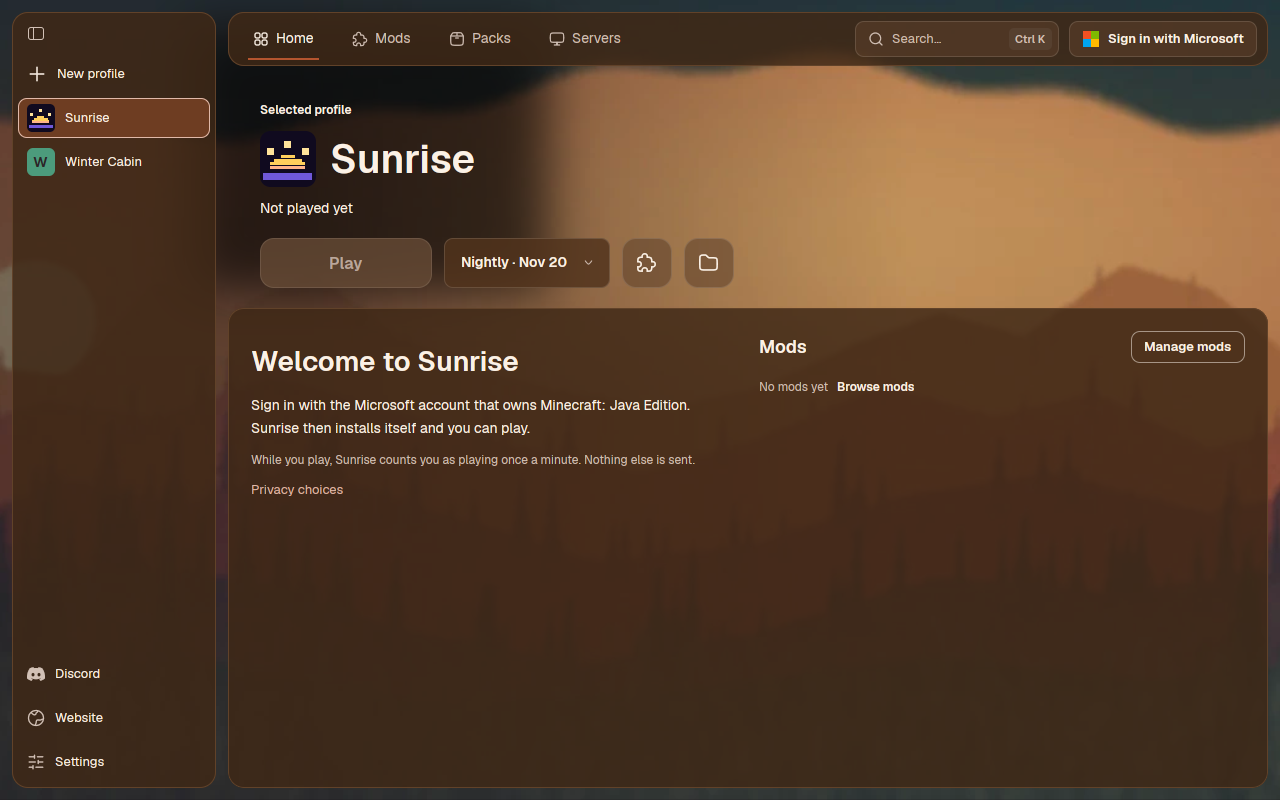 New profile
Sunrise
W
Winter Cabin
Discord
Website
Settings
Home
Mods
Packs
Servers
Search...
Ctrl K
Sign in with Microsoft
Selected profile
Sunrise
Not played yet
Play
Nightly · Nov 20
Welcome to Sunrise
Sign in with the Microsoft account that owns Minecraft: Java Edition.
Sunrise then installs itself and you can play.
While you play, Sunrise counts you as playing once a minute. Nothing else is sent.
Privacy choices
Mods
Manage mods
No mods yet Browse mods